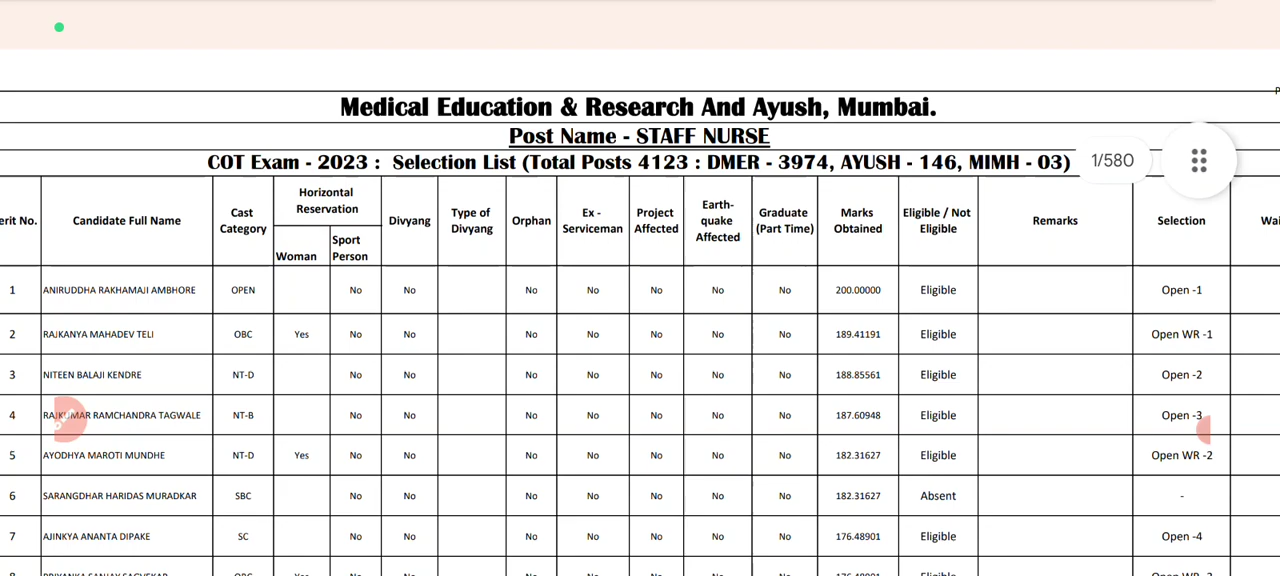 Medical Education & Research And Ayush, Mumbai.
Post Name - STAFF NURSE
COT Exam - 2023 : Selection List (Total Posts 4123 : DMER - 3974, AYUSH - 146, MIMH - 03)
1/580
erit No. Candidate Full Name Cast Category Horizontal Reservation Woman Sport Person Divyang Type of Divyang Orphan Ex - Serviceman Project Affected Earth-quake Affected Graduate (Part Time) Marks Obtained Eligible / Not Eligible Remarks Selection Wai
1 ANIRUDDHA RAKHAMAJI AMBHORE OPEN No No No No No No No 200.00000 Eligible Open -1
2 RAJKANYA MAHADEV TELI OBC Yes No No No No No No No 189.41191 Eligible Open WR -1
3 NITEEN BALAJI KENDRE NT-D No No No No No No No 188.85561 Eligible Open -2
4 RAJKUMAR RAMCHANDRA TAGWALE NT-B No No No No No No No 187.60948 Eligible Open -3
5 AYODHYA MAROTI MUNDHE NT-D Yes No No No No No No No 182.31627 Eligible Open WR -2
6 SARANGDHAR HARIDAS MURADKAR SBC No No No No No No No 182.31627 Absent -
7 AJINKYA ANANTA DIPAKE SC No No No No No No No 176.48901 Eligible Open -4